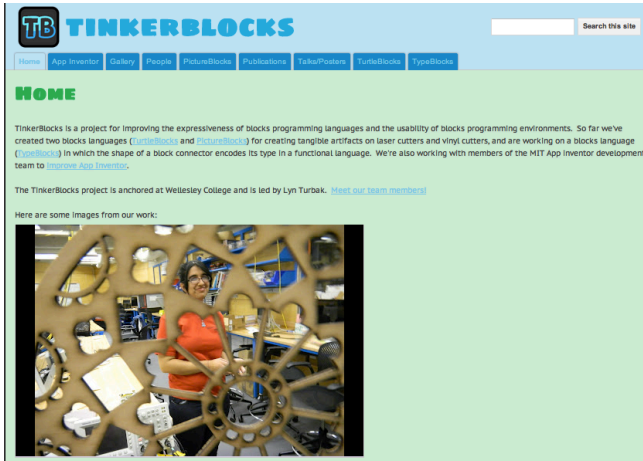 TB TINKERBLOCKS
Search this site
Home App Inventor Gallery People PictureBlocks Publications Talks/Posters TurtleBlocks TypeBlocks
Home
TinkerBlocks is a project for improving the expressiveness of blocks programming languages and the usability of blocks programming environments. So far we've
created two blocks languages (TurtleBlocks and PictureBlocks) for creating tangible artifacts on laser cutters and vinyl cutters, and are working on a blocks language
(TypeBlocks) in which the shape of a block connector encodes its type in a functional language. We're also working with members of the MIT App Inventor development
team to improve App Inventor.
The TinkerBlocks project is anchored at Wellesley College and is led by Lyn Turbak. Meet our team members!
Here are some images from our work: